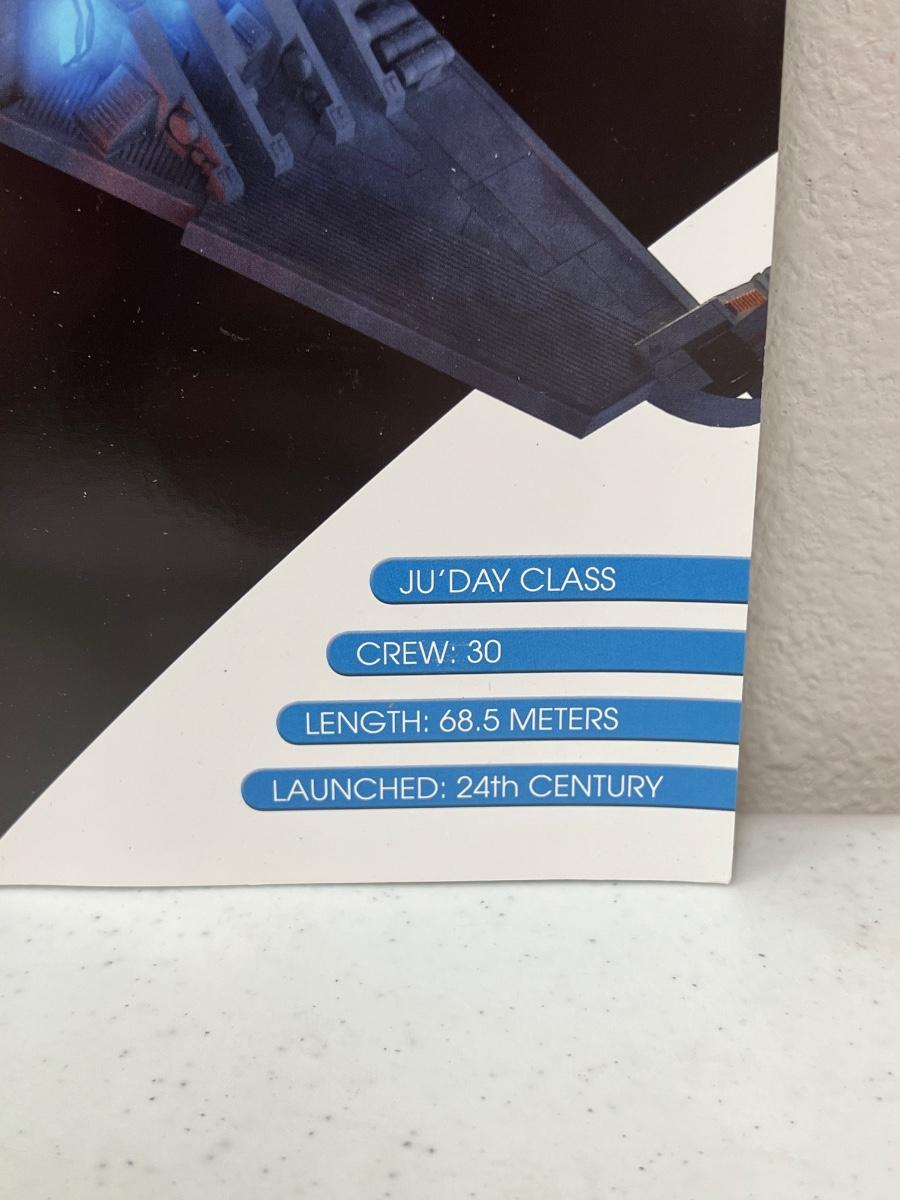 JU'DAY CLASS
CREW: 30
LENGTH: 68.5 METERS
LAUNCHED: 24th CENTURY